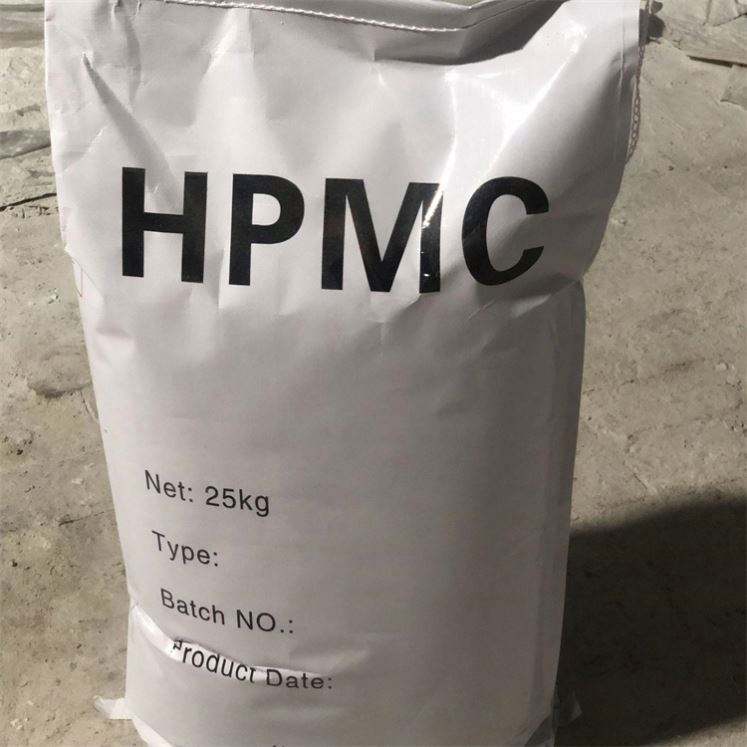 HPMC
Net: 25kg
Type:
Batch NO.:
Product Date: